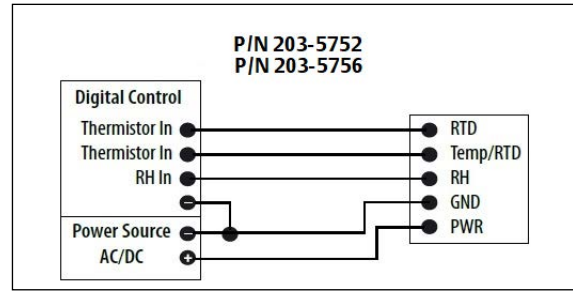 P/N 203-5752
P/N 203-5756
Digital Control
Thermistor In
Thermistor In
RH In
−
Power Source −
AC/DC +
RTD
Temp/RTD
RH
GND
PWR